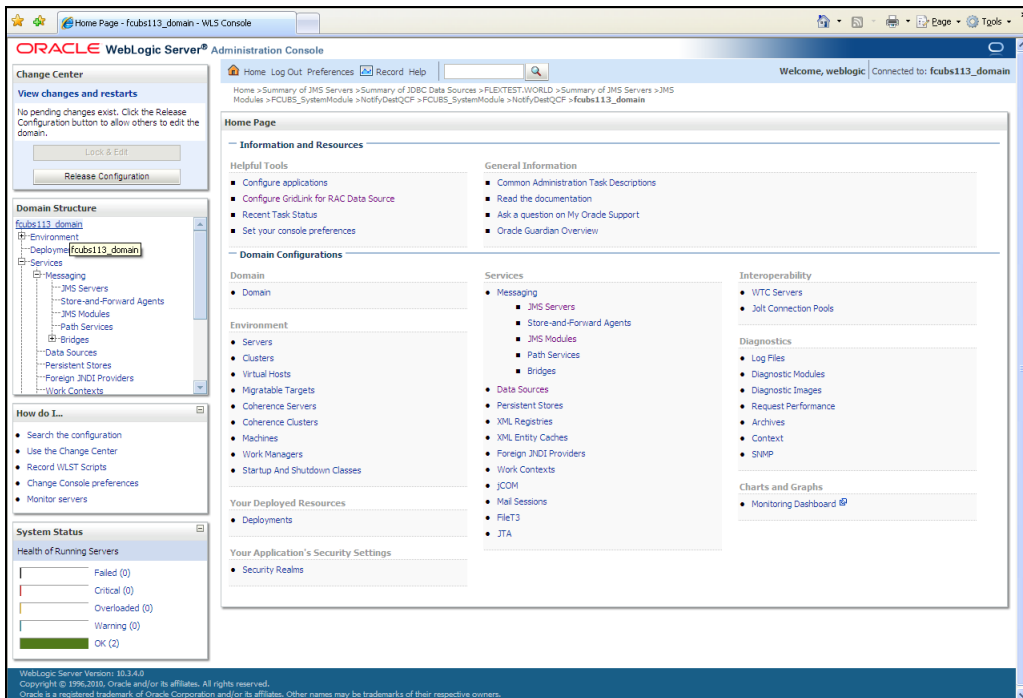 Home Page - fcubs113_domain - WLS Console
Page
Tools
ORACLE WebLogic Server® Administration Console
Change Center
View changes and restarts
No pending changes exist. Click the Release
Configuration button to allow others to edit the
domain.
Lock & Edit
Release Configuration
Domain Structure
fcubs113_domain
Environment
Deployme
fcubs113_domain
Services
Messaging
JMS Servers
Store-and-Forward Agents
JMS Modules
Path Services
Bridges
Data Sources
Persistent Stores
Foreign JNDI Providers
Work Contexts
How do I...
Search the configuration
Use the Change Center
Record WLST Scripts
Change Console preferences
Monitor servers
System Status
Health of Running Servers
Failed (0)
Critical (0)
Overloaded (0)
Warning (0)
OK (2)
Home Log Out Preferences Record Help
Welcome, weblogic Connected to: fcubs113_domain
Home >Summary of JMS Servers >Summary of JDBC Data Sources >FLEXTEST.WORLD >Summary of JMS Servers >JMS
Modules >FCUBS_SystemModule >NotifyDestQCF >FCUBS_SystemModule >NotifyDestQCF >fcubs113_domain
Home Page
Information and Resources
Helpful Tools
Configure applications
Configure GridLink for RAC Data Source
Recent Task Status
Set your console preferences
General Information
Common Administration Task Descriptions
Read the documentation
Ask a question on My Oracle Support
Oracle Guardian Overview
Domain Configurations
Domain
Domain
Environment
Servers
Clusters
Virtual Hosts
Migratable Targets
Coherence Servers
Coherence Clusters
Machines
Work Managers
Startup And Shutdown Classes
Your Deployed Resources
Deployments
Your Application's Security Settings
Security Realms
Services
Messaging
JMS Servers
Store-and-Forward Agents
JMS Modules
Path Services
Bridges
Data Sources
Persistent Stores
XML Registries
XML Entity Caches
Foreign JNDI Providers
Work Contexts
jCOM
Mail Sessions
FileT3
JTA
Interoperability
WTC Servers
Jolt Connection Pools
Diagnostics
Log Files
Diagnostic Modules
Diagnostic Images
Request Performance
Archives
Context
SNMP
Charts and Graphs
Monitoring Dashboard
WebLogic Server Version: 10.3.4.0
Copyright © 1996,2010, Oracle and/or its affiliates. All rights reserved.
Oracle is a registered trademark of Oracle Corporation and/or its affiliates. Other names may be trademarks of their respective owners.